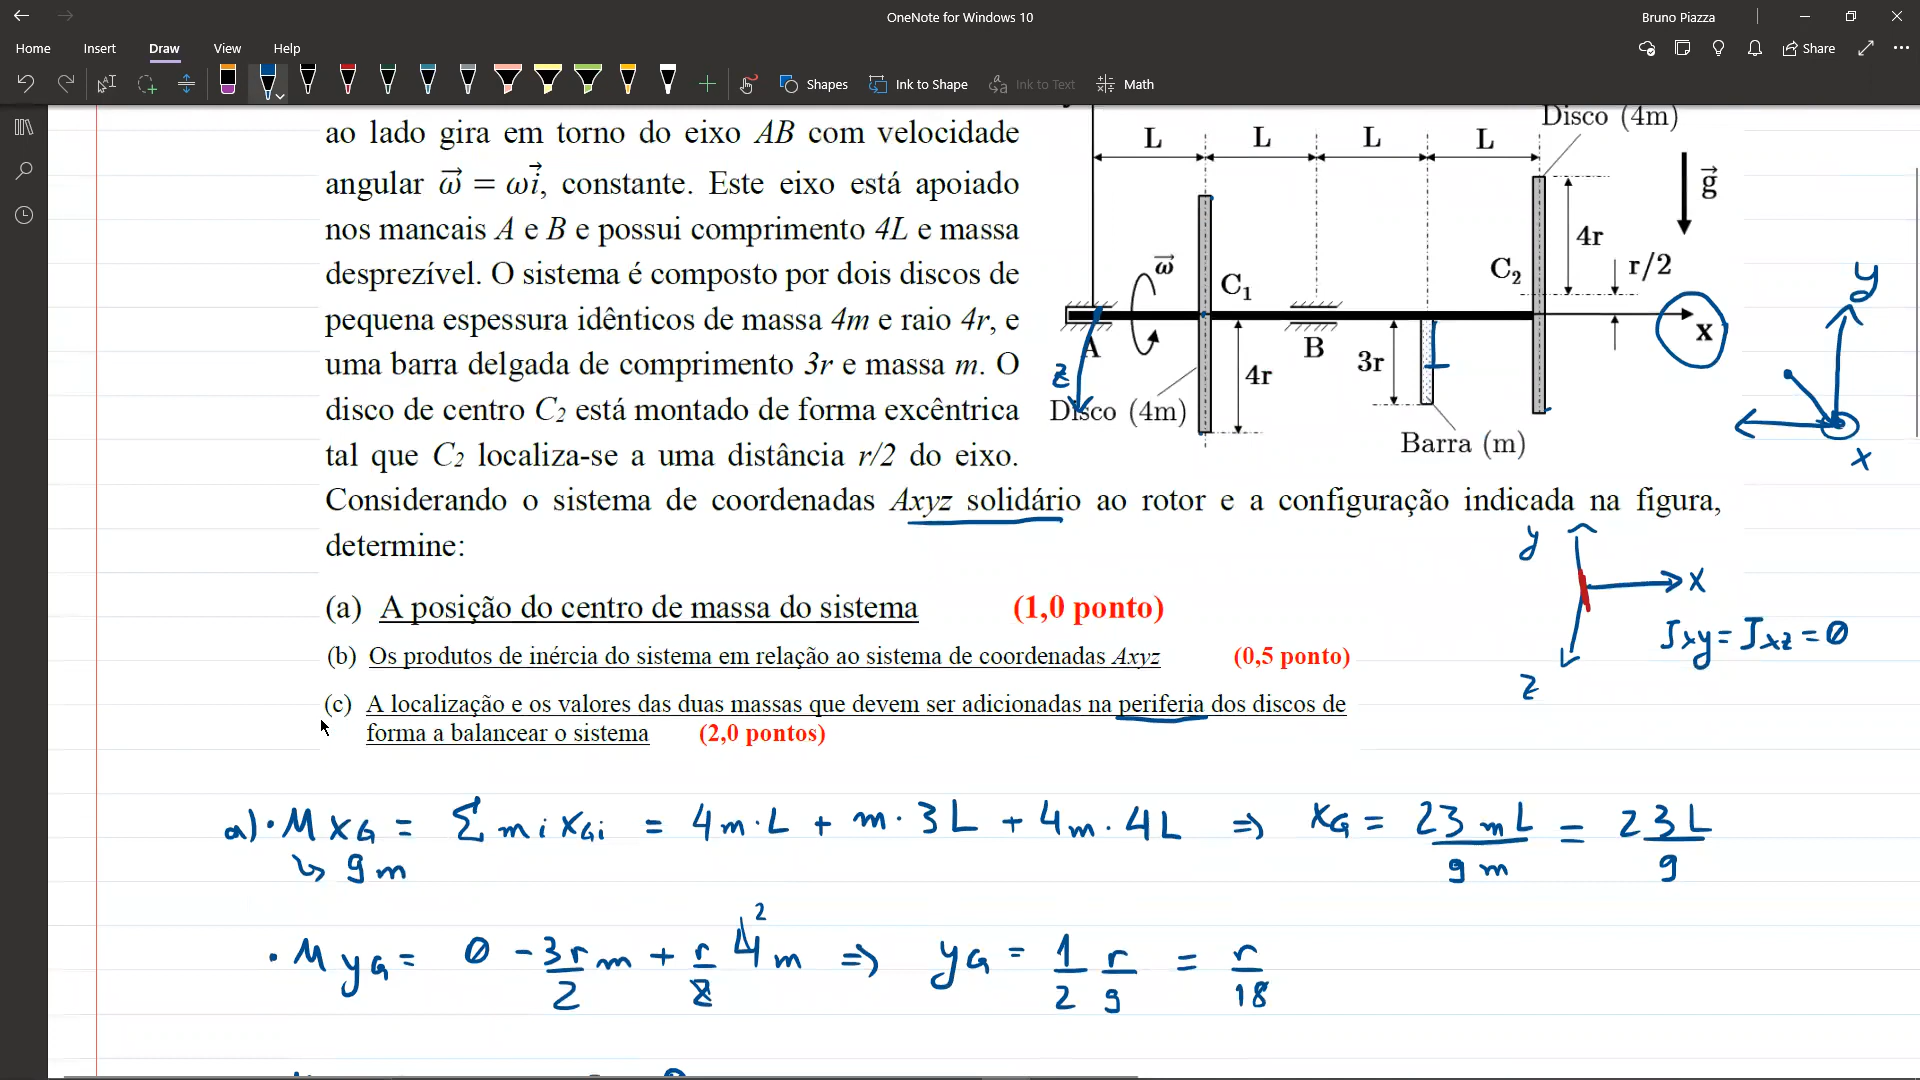 OneNote for Windows 10
Bruno Piazza
Home Insert Draw View Help
Share
Shapes Ink to Shape Ink to Text Math
ao lado gira em torno do eixo AB com velocidade
angular ω⃗ = ωi⃗, constante. Este eixo está apoiado
nos mancais A e B e possui comprimento 4L e massa
desprezível. O sistema é composto por dois discos de
pequena espessura idênticos de massa 4m e raio 4r, e
uma barra delgada de comprimento 3r e massa m. O
disco de centro C₂ está montado de forma excêntrica
tal que C₂ localiza-se a uma distância r/2 do eixo.
Considerando o sistema de coordenadas Axyz solidário ao rotor e a configuração indicada na figura,
determine:
Disco (4m)
L L L L
g⃗
4r
ω⃗
C₁
C₂
r/2
A
B
x
z
3r
4r
Disco (4m)
Barra (m)
y
x
y
x
z
Jxy = Jxz = 0
(a) A posição do centro de massa do sistema (1,0 ponto)
(b) Os produtos de inércia do sistema em relação ao sistema de coordenadas Axyz (0,5 ponto)
(c) A localização e os valores das duas massas que devem ser adicionadas na periferia dos discos de
forma a balancear o sistema (2,0 pontos)
a) • M xG = Σ mi xGi = 4m · L + m · 3L + 4m · 4L ⇒ xG = 23 mL / 9m = 23L / 9
↳ 9m
• M yG = 0 - 3r/2 m + r/2 4 2 m ⇒ yG = 1/2 r/9 = r/18